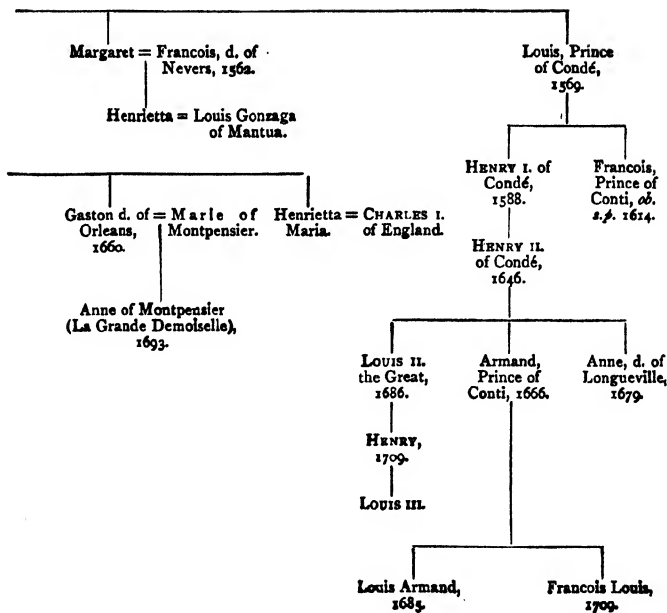 Margaret = Francois, d. of
Nevers, 1562.
Louis, Prince
of Condé,
1569.
Henrietta = Louis Gonzaga
of Mantua.
HENRY I. of
Condé,
1588.
Francois,
Prince of
Conti, ob.
s.p. 1614.
Gaston d. of = Marie of
Orleans, Montpensier.
1660.
Henrietta = CHARLES I.
Maria. of England.
HENRY II.
of Condé,
1646.
Anne of Montpensier
(La Grande Demoiselle),
1693.
LOUIS II.
the Great,
1686.
Armand,
Prince of
Conti, 1666.
Anne, d. of
Longueville,
1679.
HENRY,
1709.
LOUIS III.
Louis Armand,
1685.
Francois Louis,
1709.